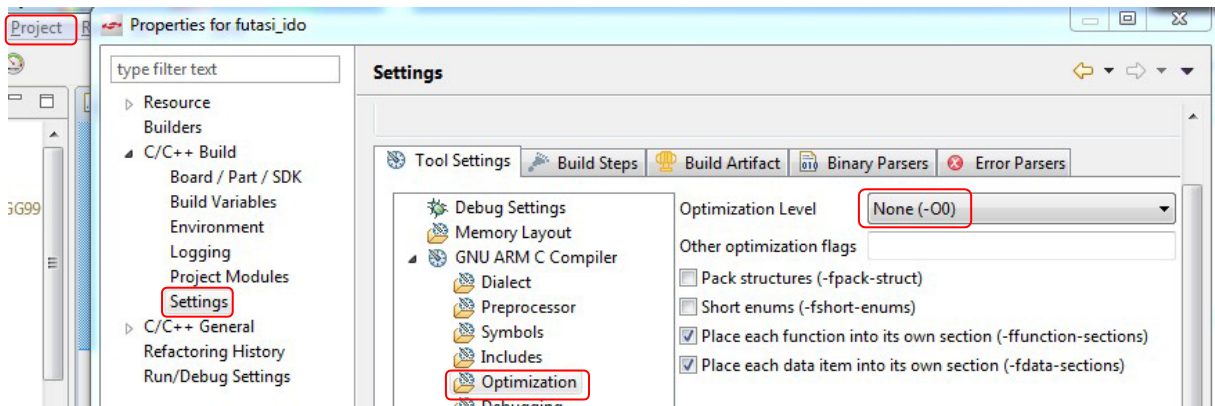 Project
Properties for futasi_ido
type filter text
Resource
Builders
C/C++ Build
Board / Part / SDK
Build Variables
Environment
Logging
Project Modules
Settings
C/C++ General
Refactoring History
Run/Debug Settings
GG99
Settings
Tool Settings Build Steps Build Artifact Binary Parsers Error Parsers
Debug Settings
Memory Layout
GNU ARM C Compiler
Dialect
Preprocessor
Symbols
Includes
Optimization
Debugging
Optimization Level None (-O0)
Other optimization flags
Pack structures (-fpack-struct)
Short enums (-fshort-enums)
Place each function into its own section (-ffunction-sections)
Place each data item into its own section (-fdata-sections)